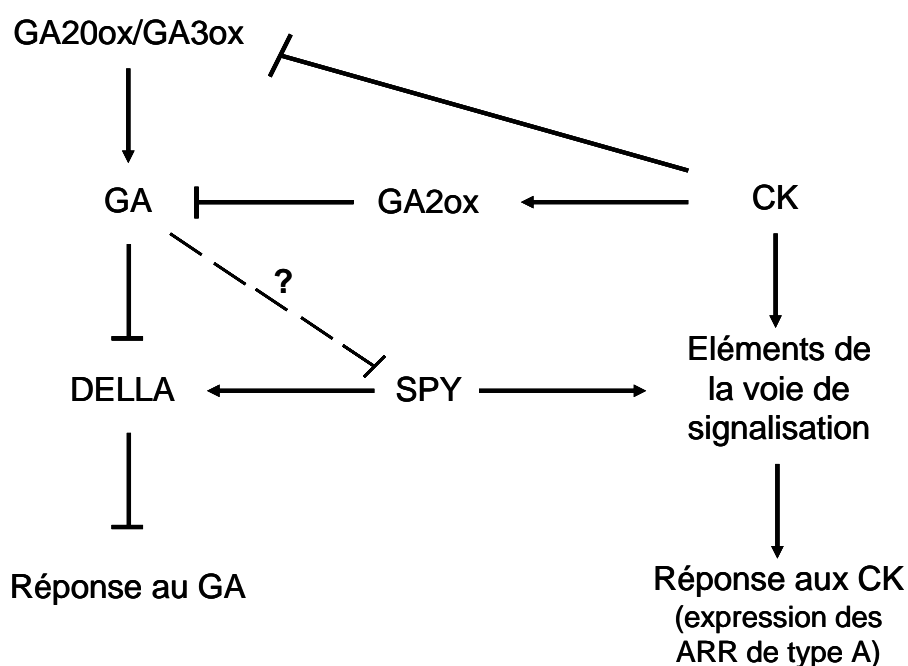 GA20ox/GA3ox
GA
GA2ox
CK
?
DELLA
SPY
Eléments de
la voie de
signalisation
Réponse au GA
Réponse aux CK
(expression des
ARR de type A)